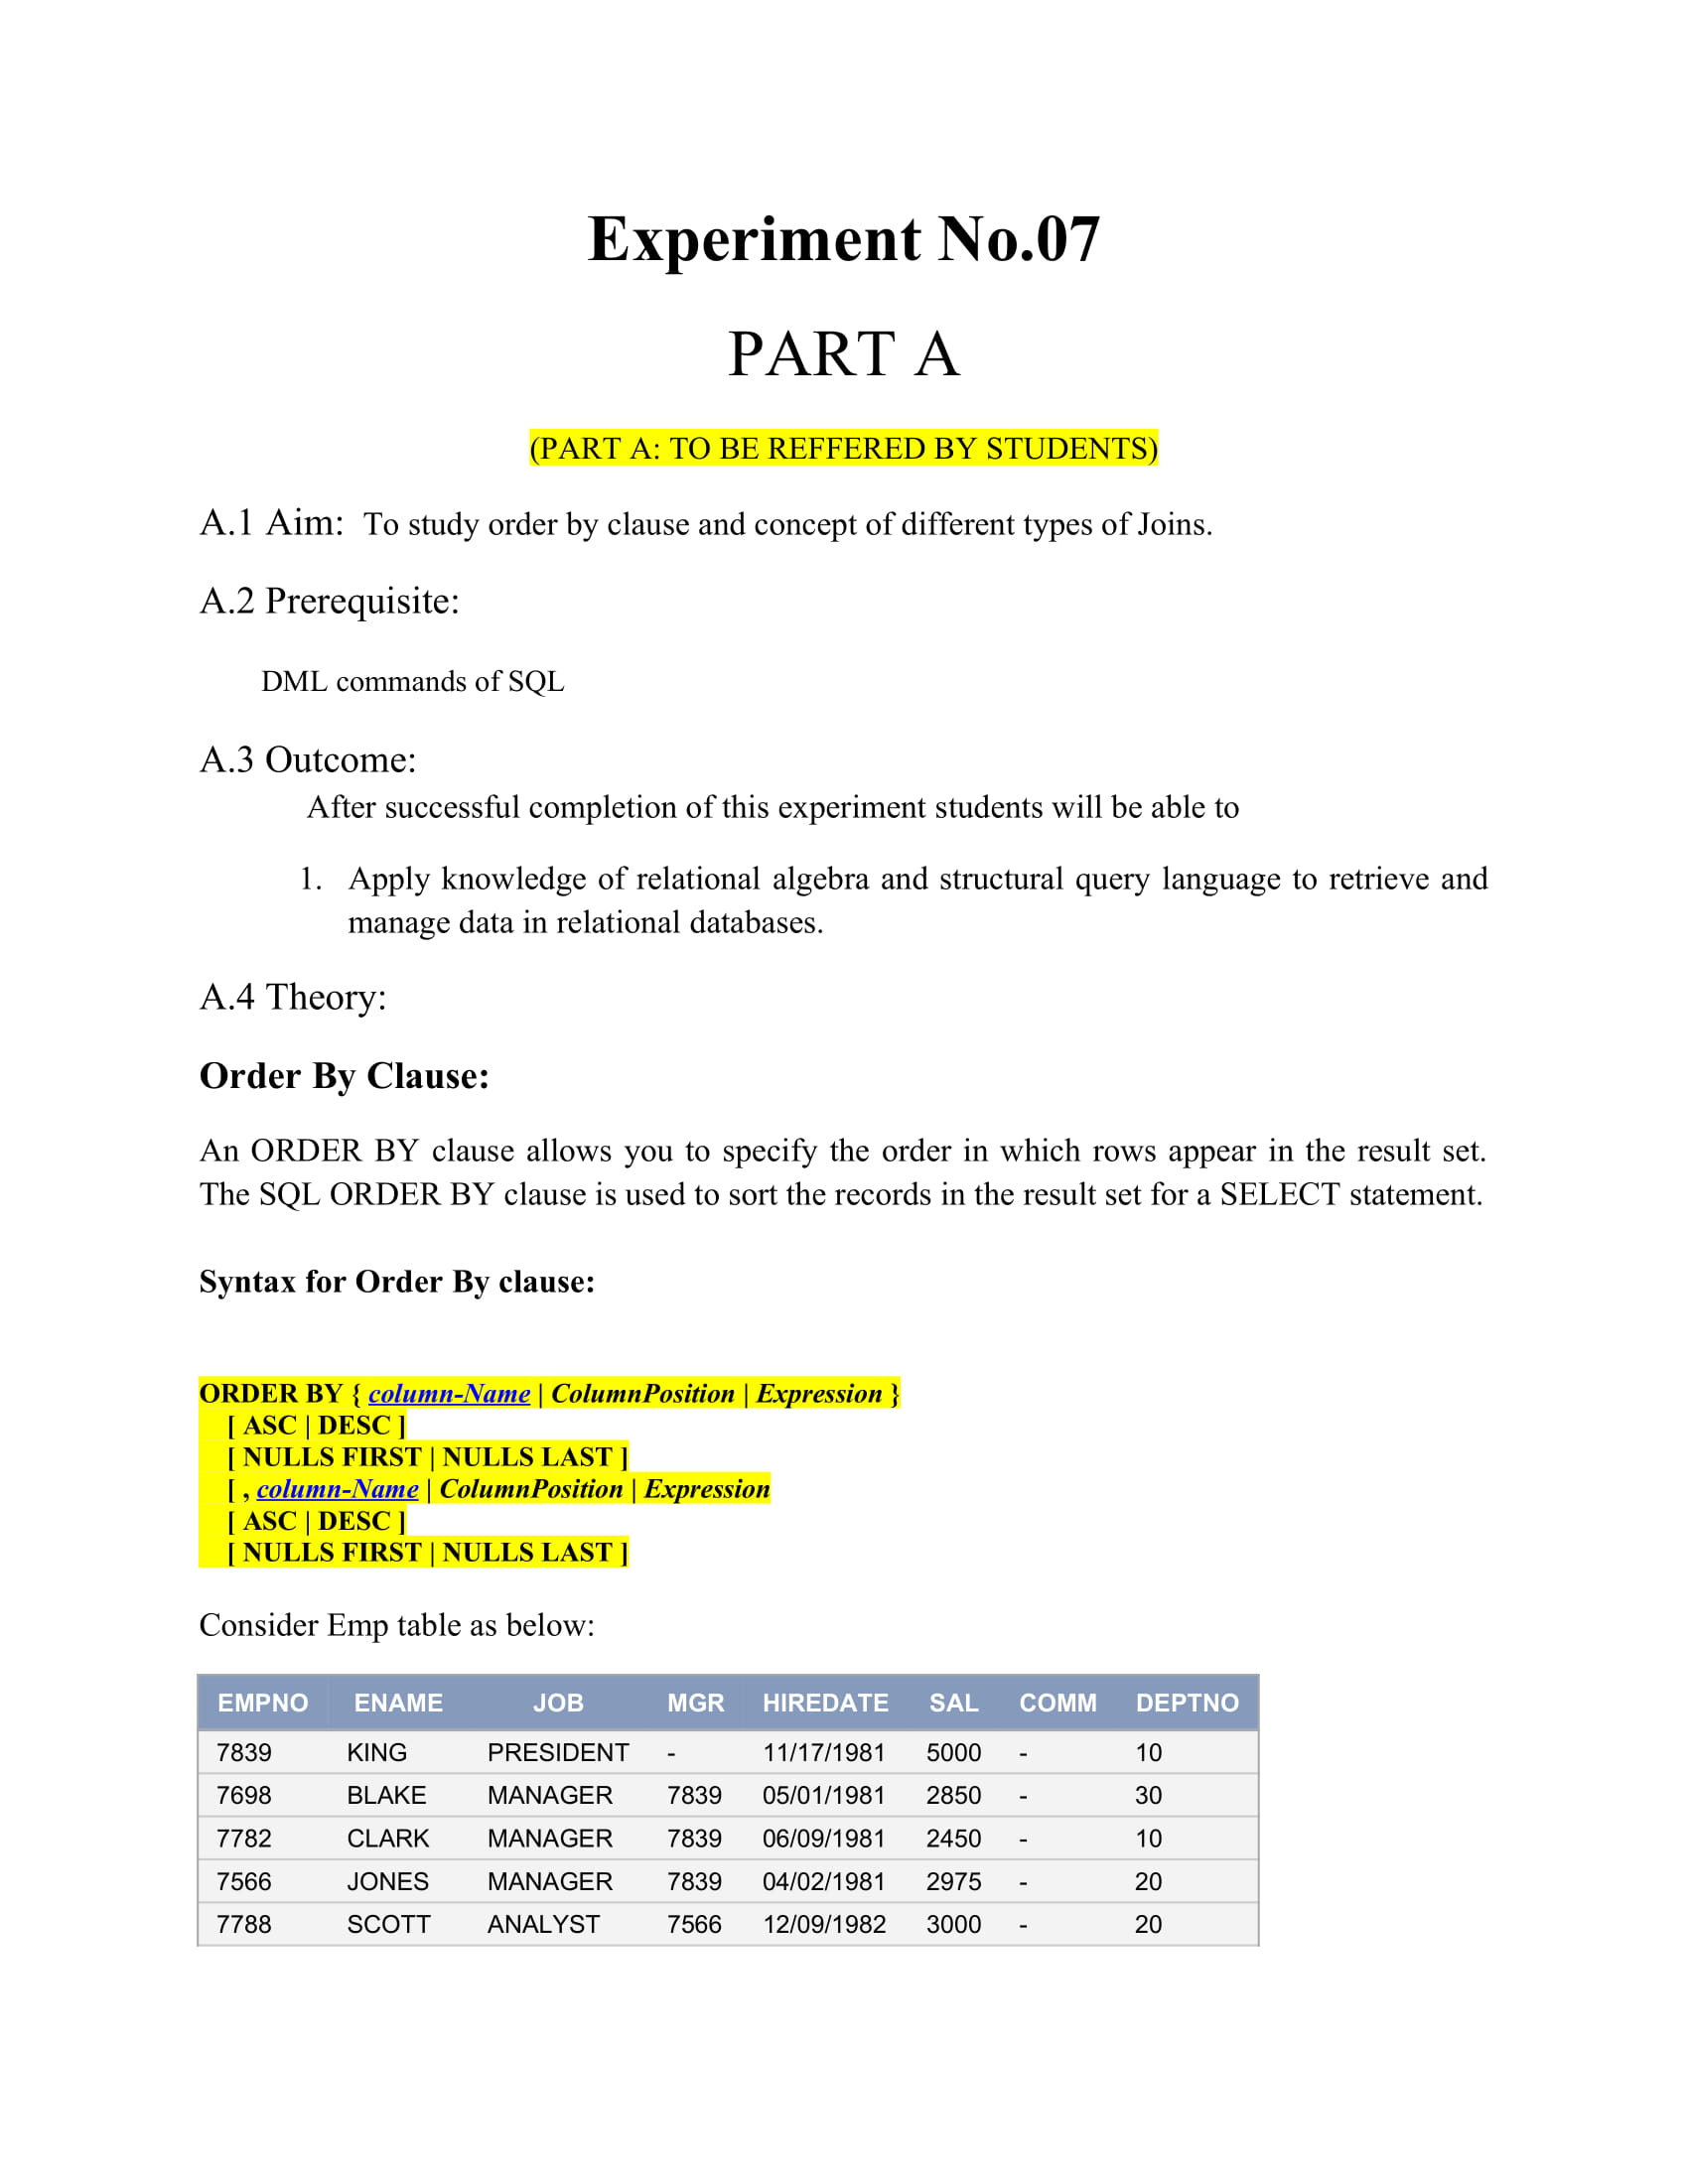 Experiment No.07
PART A
(PART A: TO BE REFFERED BY STUDENTS)
A.1 Aim: To study order by clause and concept of different types of Joins.
A.2 Prerequisite:
DML commands of SQL
A.3 Outcome:
After successful completion of this experiment students will be able to
1. Apply knowledge of relational algebra and structural query language to retrieve and
manage data in relational databases.
A.4 Theory:
Order By Clause:
An ORDER BY clause allows you to specify the order in which rows appear in the result set.
The SQL ORDER BY clause is used to sort the records in the result set for a SELECT statement.
Syntax for Order By clause:
ORDER BY { column-Name | ColumnPosition | Expression }
[ ASC | DESC ]
[ NULLS FIRST | NULLS LAST ]
[ , column-Name | ColumnPosition | Expression
[ ASC | DESC ]
[ NULLS FIRST | NULLS LAST ]
Consider Emp table as below:
EMPNO ENAME JOB MGR HIREDATE SAL COMM DEPTNO
7839 KING PRESIDENT - 11/17/1981 5000 - 10
7698 BLAKE MANAGER 7839 05/01/1981 2850 - 30
7782 CLARK MANAGER 7839 06/09/1981 2450 - 10
7566 JONES MANAGER 7839 04/02/1981 2975 - 20
7788 SCOTT ANALYST 7566 12/09/1982 3000 - 20